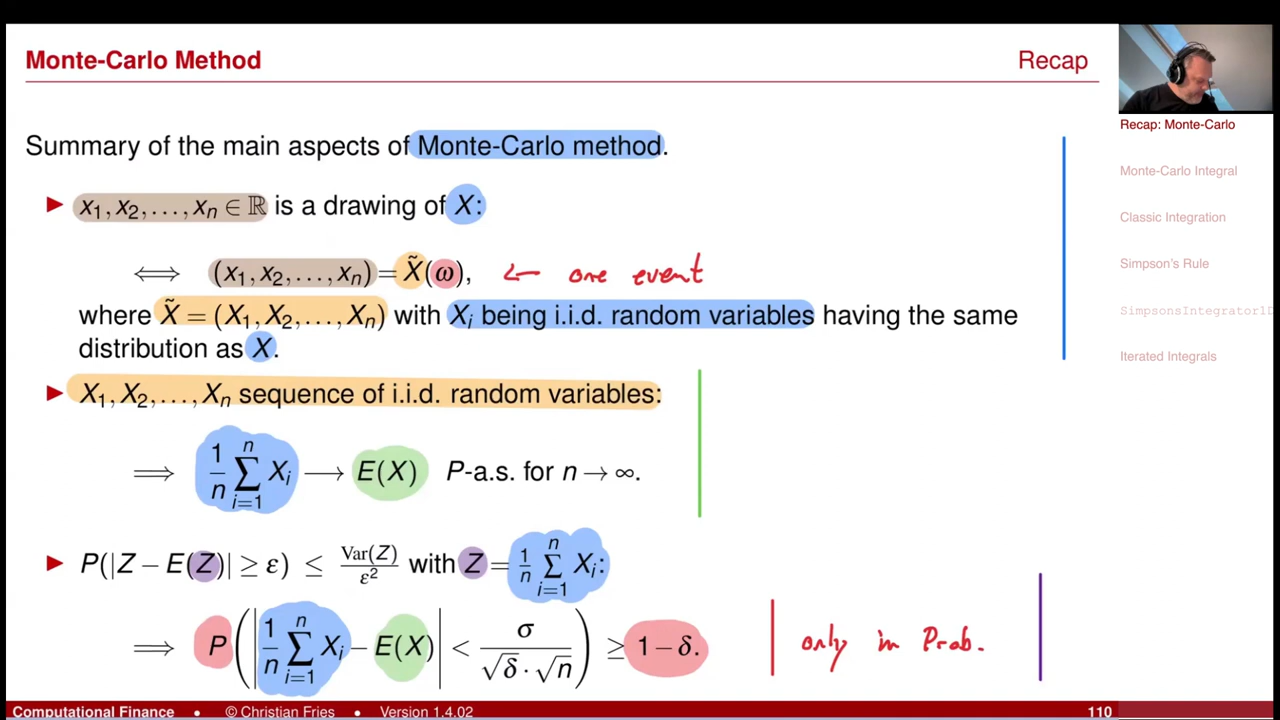 Monte-Carlo Method Recap
Summary of the main aspects of Monte-Carlo method.
► x₁, x₂, …, xₙ ∈ ℝ is a drawing of X:
⟺ (x₁, x₂, …, xₙ) = X̃(ω), ← one event
where X̃ = (X₁, X₂, …, Xₙ) with Xᵢ being i.i.d. random variables having the same
distribution as X.
► X₁, X₂, …, Xₙ sequence of i.i.d. random variables:
⟹ 1/n ∑ᵢ₌₁ⁿ Xᵢ ⟶ E(X) P-a.s. for n → ∞.
► P(|Z − E(Z)| ≥ ε) ≤ Var(Z)/ε² with Z = 1/n ∑ᵢ₌₁ⁿ Xᵢ:
⟹ P(|1/n ∑ᵢ₌₁ⁿ Xᵢ − E(X)| < σ/(√δ · √n)) ≥ 1 − δ. only in Prob.
Computational Finance • © Christian Fries • Version 1.4.02 110
Recap: Monte-Carlo
Monte-Carlo Integral
Classic Integration
Simpson's Rule
SimpsonsIntegrator1D
Iterated Integrals